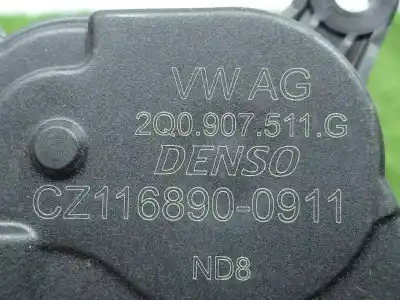 VW AG
2Q0.907.511.G
DENSO
CZ116890-0911
ND8